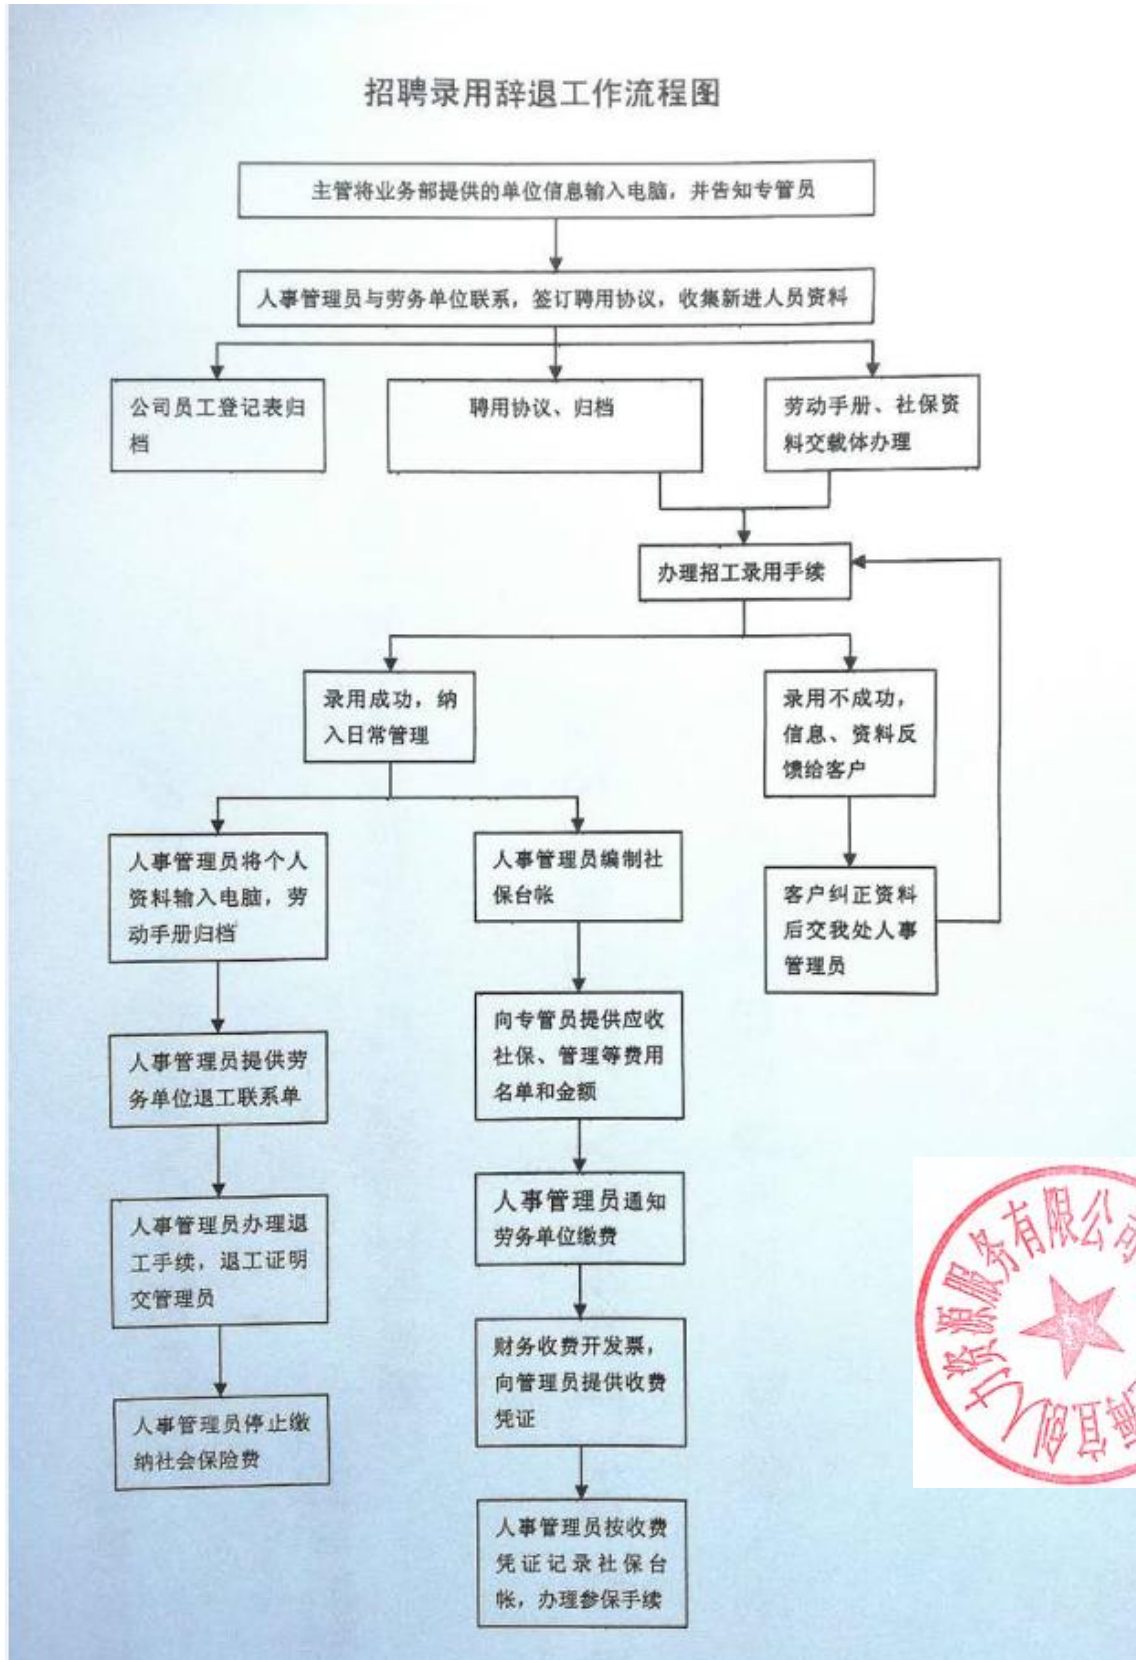 招聘录用辞退工作流程图
主管将业务部提供的单位信息输入电脑，并告知专管员
人事管理员与劳务单位联系，签订聘用协议，收集新进人员资料
公司员工登记表归
档
聘用协议、归档
劳动手册、社保资
料交载体办理
办理招工录用手续
录用成功，纳
入日常管理
录用不成功，
信息、资料反
馈给客户
人事管理员将个人
资料输入电脑，劳
动手册归档
人事管理员编制社
保台帐
客户纠正资料
后交我处人事
管理员
向专管员提供应收
社保、管理等费用
名单和金额
人事管理员提供劳
务单位退工联系单
人事管理员通知
劳务单位缴费
人事管理员办理退
工手续，退工证明
交管理员
财务收费开发票，
向管理员提供收费
凭证
人事管理员停止缴
纳社会保险费
人事管理员按收费
凭证记录社保台
帐，办理参保手续
海宜创人力资源服务有限公司